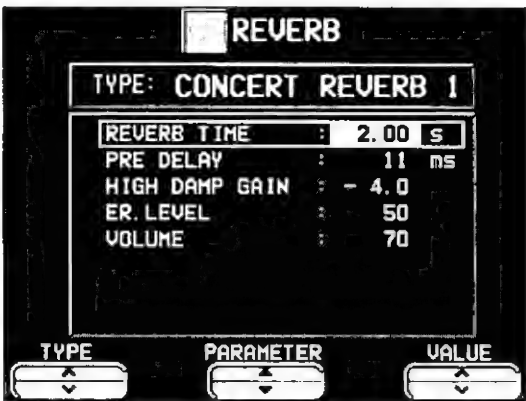 REVERB
TYPE: CONCERT REVERB 1
REVERB TIME : 2.00 s
PRE DELAY : 11 ms
HIGH DAMP GAIN : - 4.0
ER.LEVEL : 50
VOLUME : 70
TYPE PARAMETER VALUE